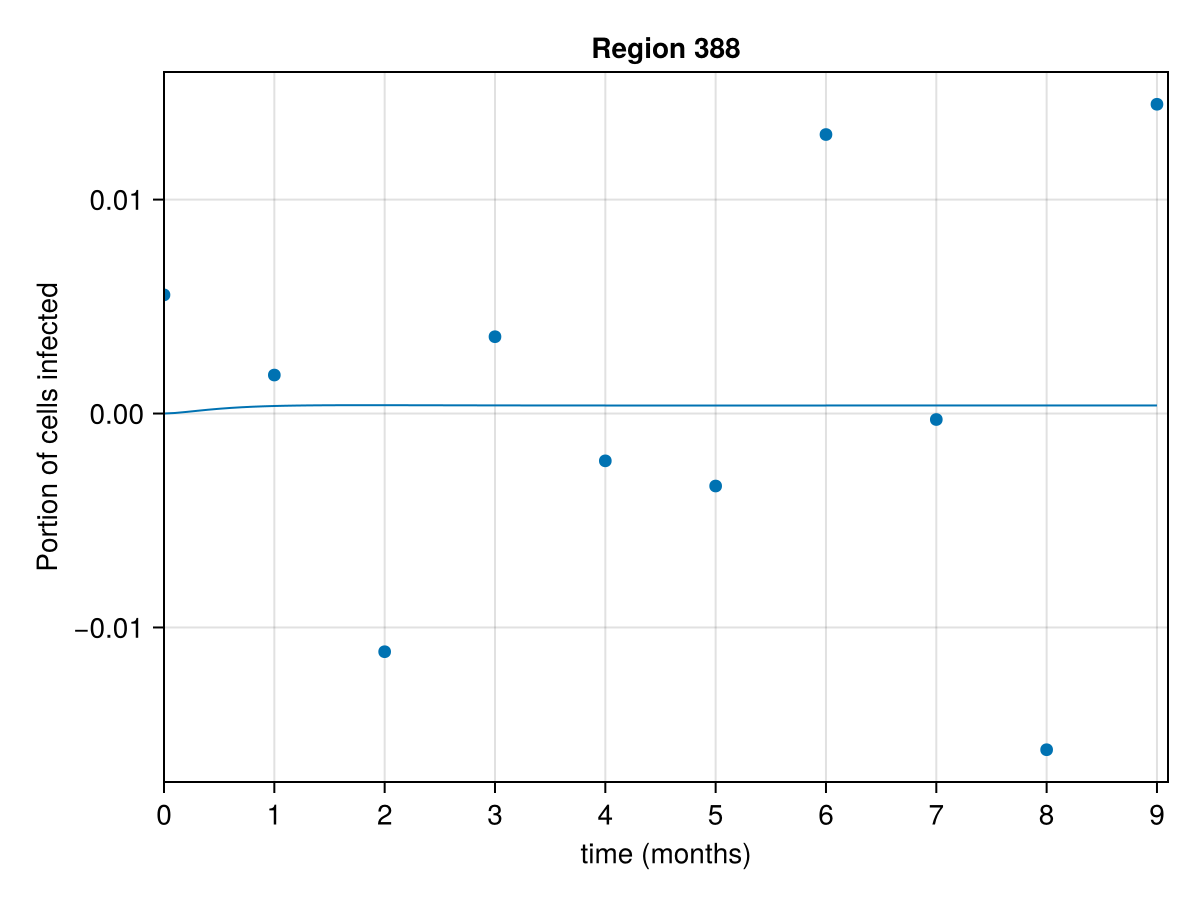 Region 388
Portion of cells infected
0.01
0.00
−0.01
0 1 2 3 4 5 6 7 8 9
time (months)